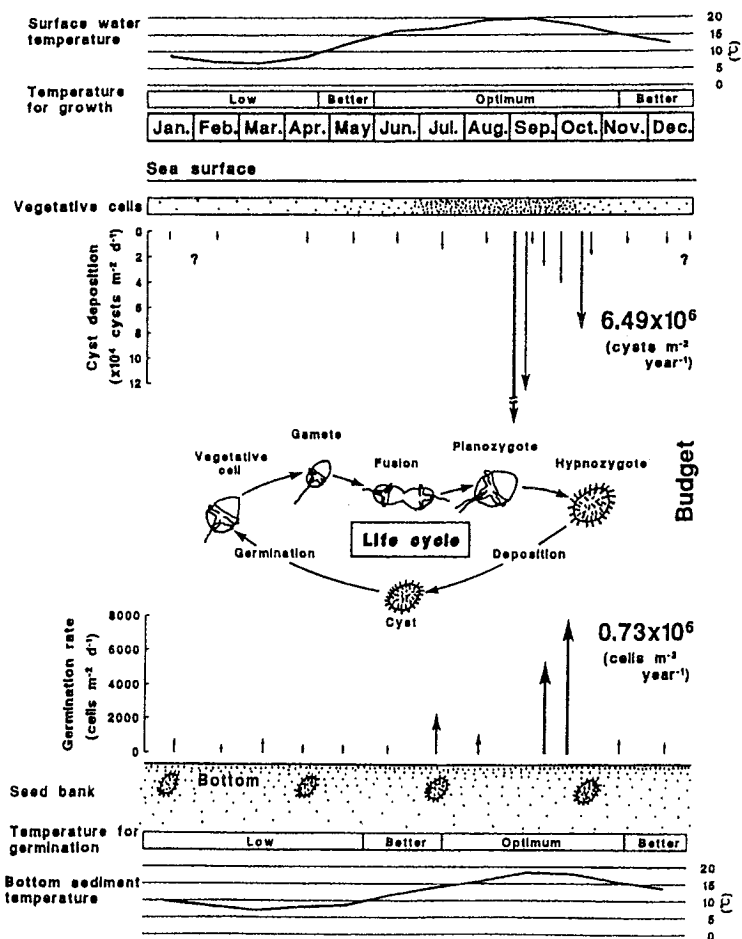 Surface water
temperature
20
15
10
5
0
(℃)
Temperature
for growth
Low Better Optimum Better
Jan. Feb. Mar. Apr. May Jun. Jul. Aug. Sep. Oct. Nov. Dec.
Sea surface
Vegetative cells
Cyst deposition
(x10⁴ cysts m⁻² d⁻¹)
0
2
4
6
8
10
12
? ?
6.49x10⁶
(cysts m⁻²
year⁻¹)
Gamete
Vegetative
cell
Fusion
Planozygote
Hypnozygote
Budget
Life cycle
Germination
Deposition
Cyst
Germination rate
(cells m⁻² d⁻¹)
8000
6000
4000
2000
0
0.73x10⁶
(cells m⁻²
year⁻¹)
Seed bank
Bottom
Temperature for
germination
Low Better Optimum Better
Bottom sediment
temperature
20
15
10
5
0
(℃)